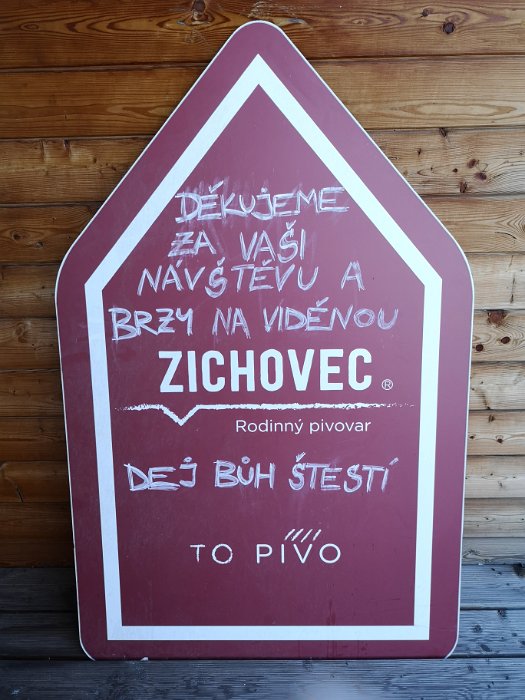 DĚKUJEME
ZA VAŠI
NÁVŠTĚVU A
BRZY NA VIDĚNOU
ZICHOVEC ®
Rodinný pivovar
DEJ BŮH ŠTESTÍ
TO PIVO